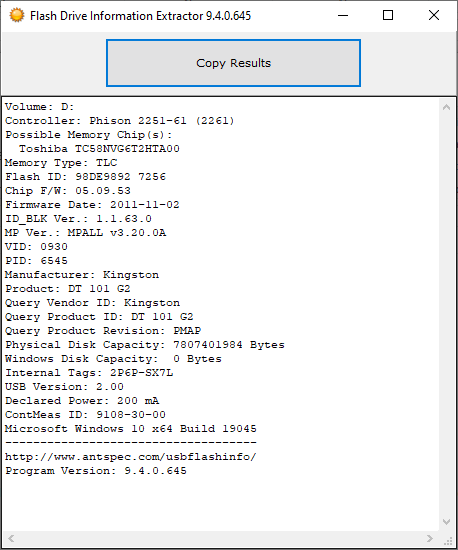 Flash Drive Information Extractor 9.4.0.645
Copy Results
Volume: D:
Controller: Phison 2251-61 (2261)
Possible Memory Chip(s):
  Toshiba TC58NVG6T2HTA00
Memory Type: TLC
Flash ID: 98DE9892 7256
Chip F/W: 05.09.53
Firmware Date: 2011-11-02
ID_BLK Ver.: 1.1.63.0
MP Ver.: MPALL v3.20.0A
VID: 0930
PID: 6545
Manufacturer: Kingston
Product: DT 101 G2
Query Vendor ID: Kingston
Query Product ID: DT 101 G2
Query Product Revision: PMAP
Physical Disk Capacity: 7807401984 Bytes
Windows Disk Capacity:  0 Bytes
Internal Tags: 2P6P-SX7L
USB Version: 2.00
Declared Power: 200 mA
ContMeas ID: 9108-30-00
Microsoft Windows 10 x64 Build 19045
------------------------------------
http://www.antspec.com/usbflashinfo/
Program Version: 9.4.0.645